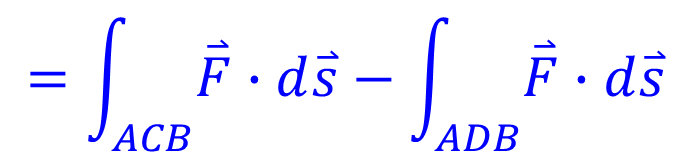 = ∫_{ACB} F⃗ · ds⃗ − ∫_{ADB} F⃗ · ds⃗